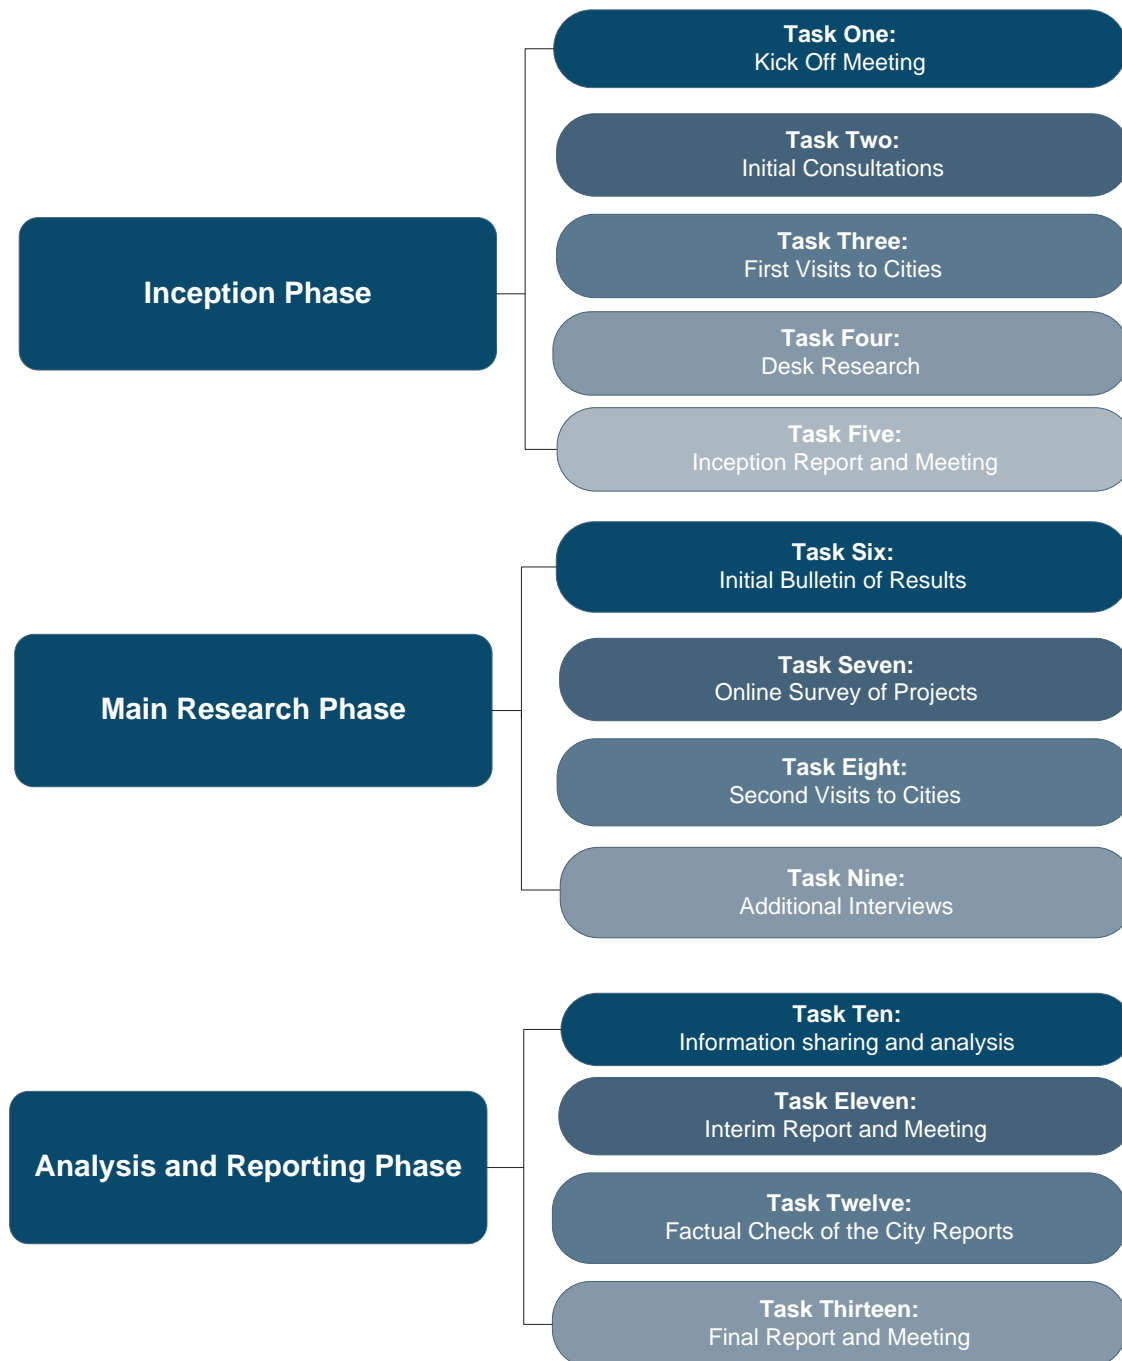 Inception Phase
Task One:
Kick Off Meeting
Task Two:
Initial Consultations
Task Three:
First Visits to Cities
Task Four:
Desk Research
Task Five:
Inception Report and Meeting
Main Research Phase
Task Six:
Initial Bulletin of Results
Task Seven:
Online Survey of Projects
Task Eight:
Second Visits to Cities
Task Nine:
Additional Interviews
Analysis and Reporting Phase
Task Ten:
Information sharing and analysis
Task Eleven:
Interim Report and Meeting
Task Twelve:
Factual Check of the City Reports
Task Thirteen:
Final Report and Meeting